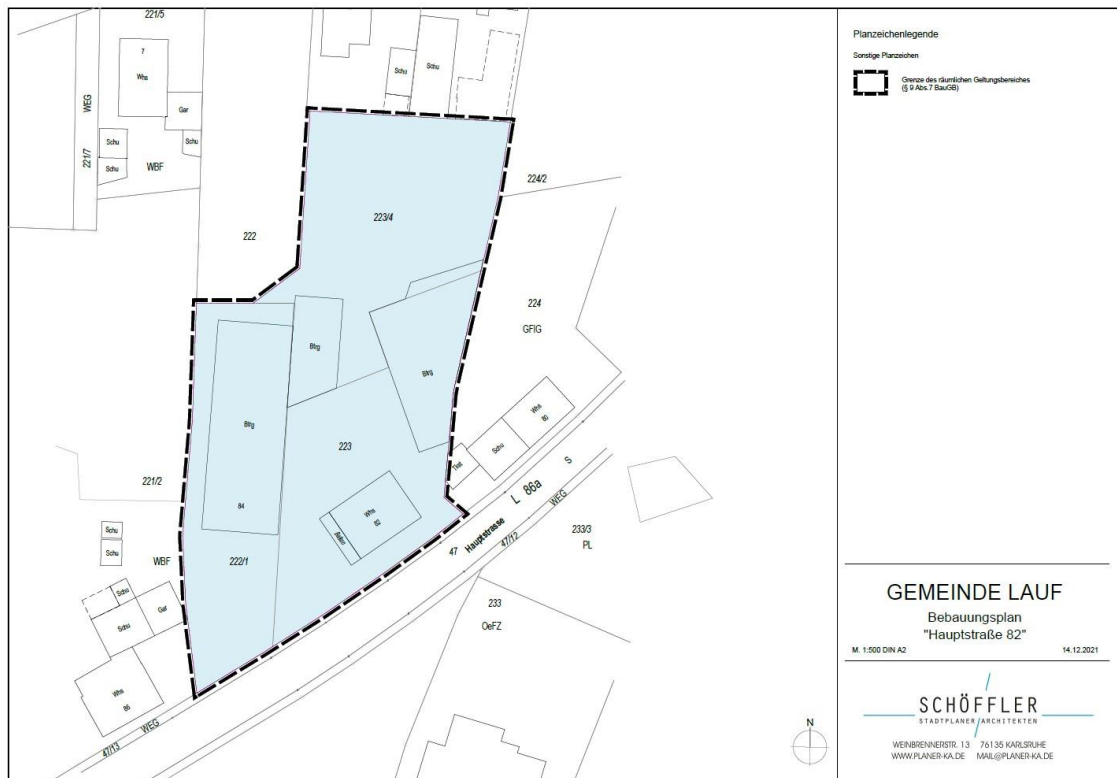 221/5
7
Whs
WEG
Gar
Schu
Schu
Schu
221/7
Schu
WBF
Schu
Schu
224/2
223/4
222
224
GFlG
Btrg
Btrg
Btrg
Whs
80
Schu
223
221/2
84
Whs
82
L 86a
S
WEG
Hauptstrasse
47
47/12
233/3
PL
Schu
Schu
WBF
222/1
Schu
Gar
Schu
233
OeFZ
Whs
86
WEG
47/13
N
Planzeichenlegende
Sonstige Planzeichen
Grenze des räumlichen Geltungsbereiches
(§ 9 Abs.7 BauGB)
GEMEINDE LAUF
Bebauungsplan
"Hauptstraße 82"
M. 1:500 DIN A2 14.12.2021
SCHÖFFLER
STADTPLANER/ARCHITEKTEN
WEINBRENNERSTR. 13 76135 KARLSRUHE
WWW.PLANER-KA.DE MAIL@PLANER-KA.DE